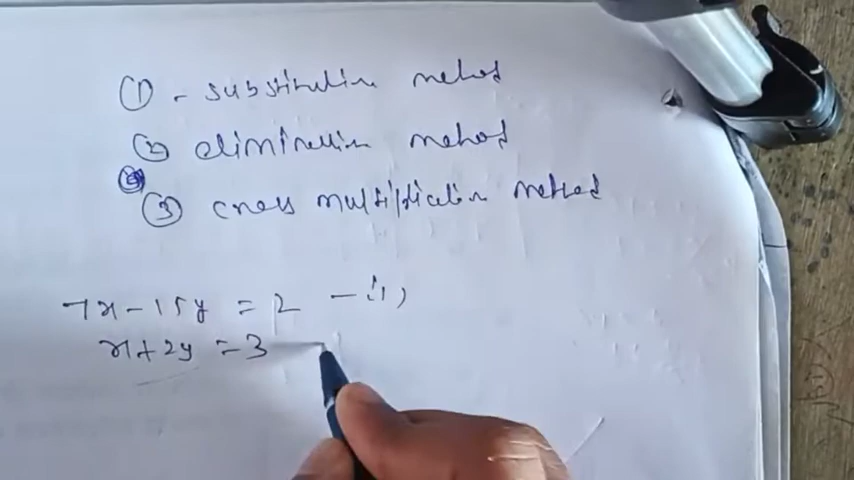 ① - substitution method
② elimination method
③ cross multiplication method
7x - 15y = 2 - (1)
x + 2y = 3